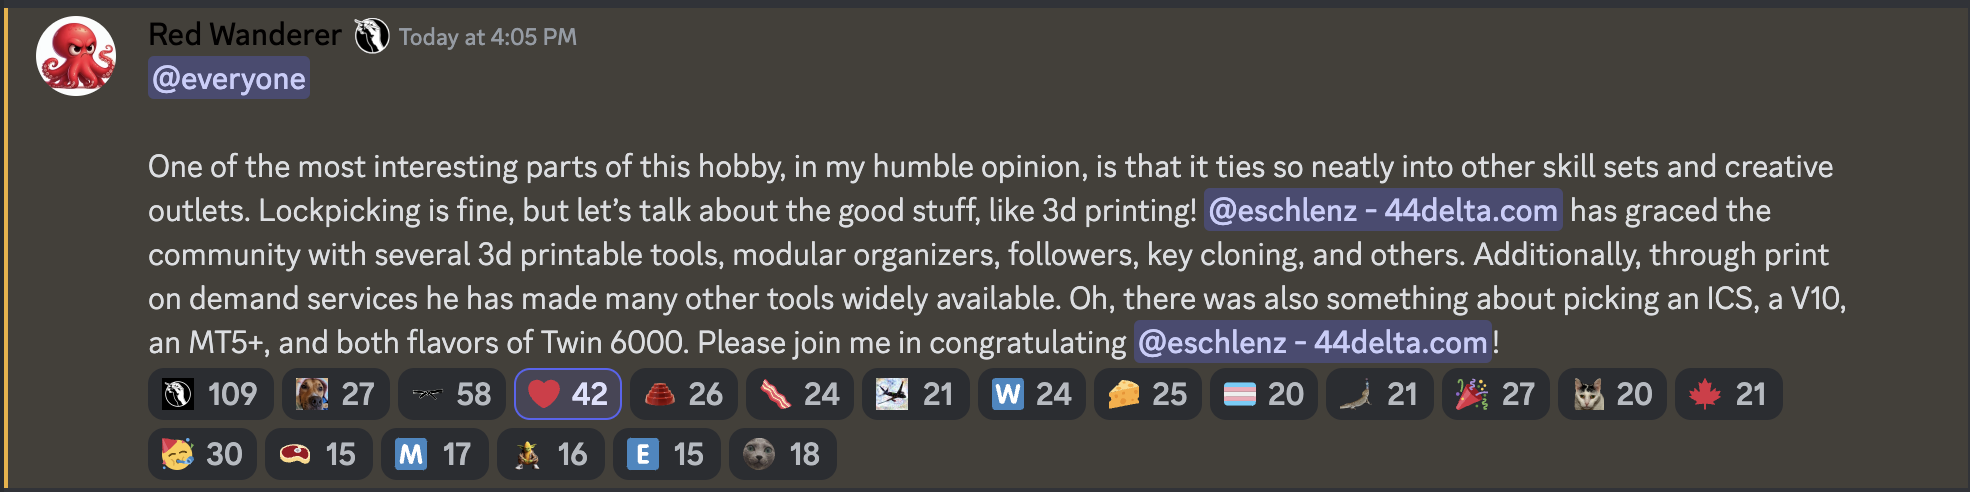 Red Wanderer Today at 4:05 PM
@everyone
One of the most interesting parts of this hobby, in my humble opinion, is that it ties so neatly into other skill sets and creative
outlets. Lockpicking is fine, but let’s talk about the good stuff, like 3d printing! @eschlenz - 44delta.com has graced the
community with several 3d printable tools, modular organizers, followers, key cloning, and others. Additionally, through print
on demand services he has made many other tools widely available. Oh, there was also something about picking an ICS, a V10,
an MT5+, and both flavors of Twin 6000. Please join me in congratulating @eschlenz - 44delta.com!
109 27 58 42 26 24 21 W 24 25 20 21 27 20 21
30 15 M 17 16 E 15 18